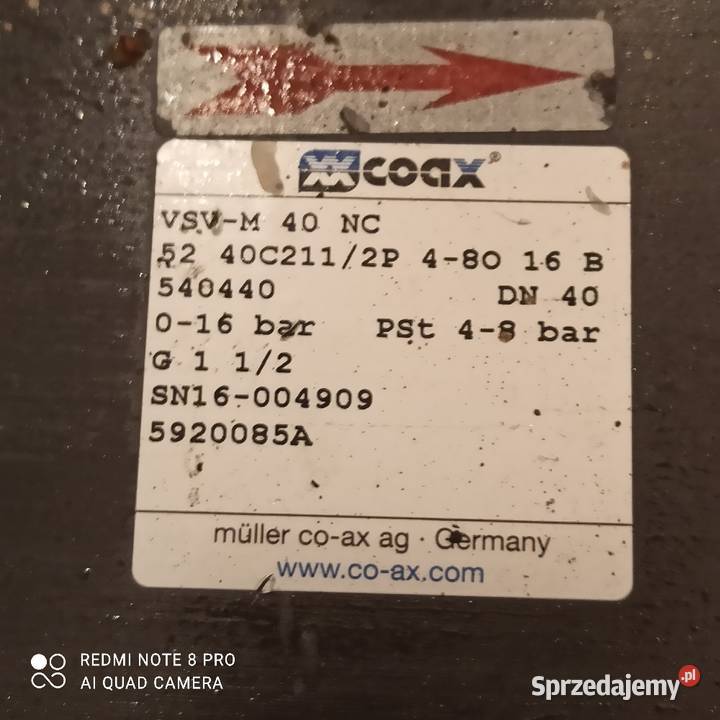 coax®
VSV-M 40 NC
52 40C211/2P 4-80 16 B
540440 DN 40
0-16 bar PSt 4-8 bar
G 1 1/2
SN16-004909
5920085A
müller co-ax ag · Germany
www.co-ax.com
REDMI NOTE 8 PRO
AI QUAD CAMERA
Sprzedajemy.pl